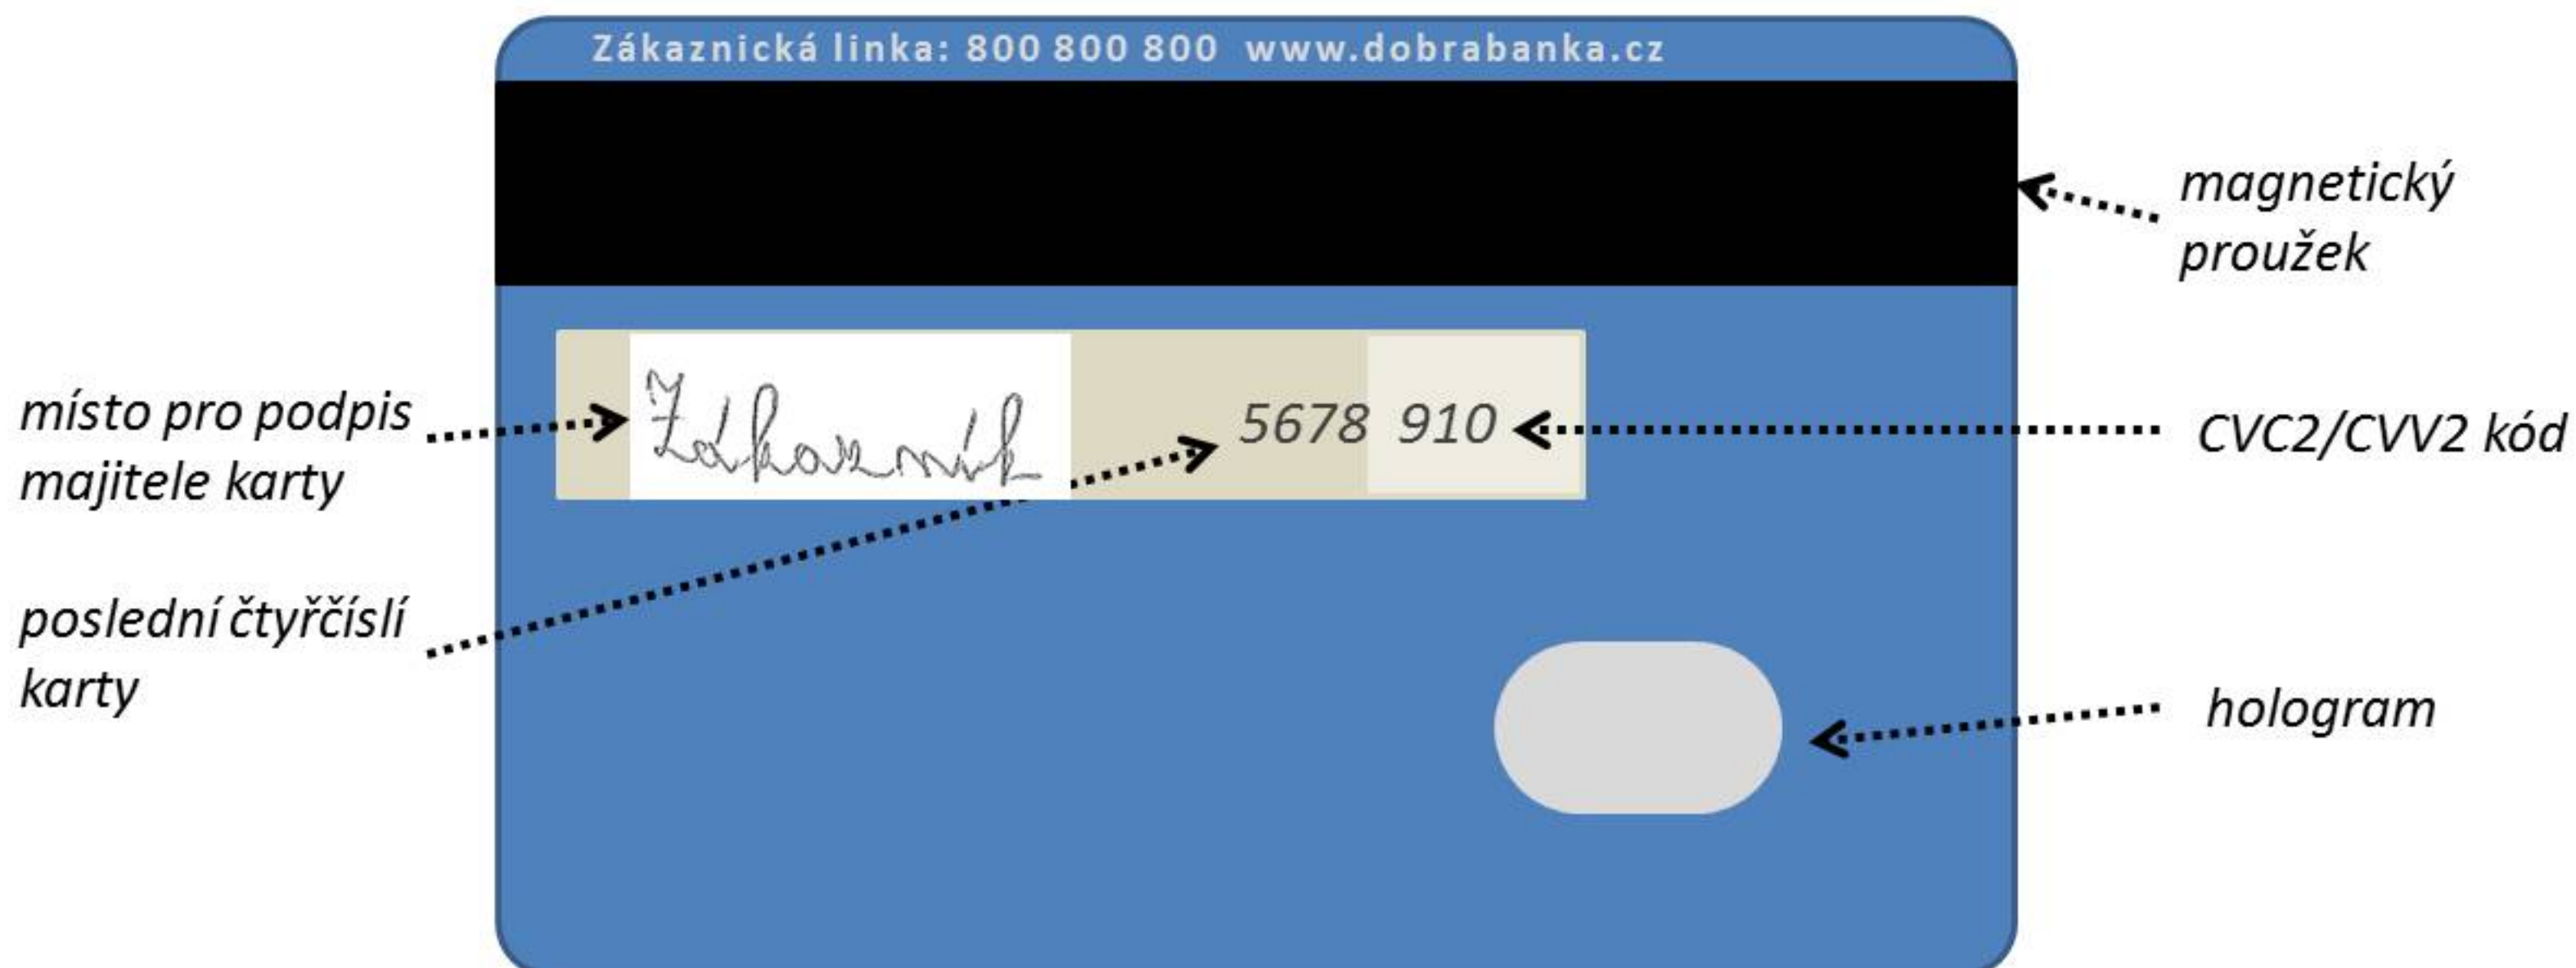 Zákaznická linka: 800 800 800 www.dobrabanka.cz
magnetický
proužek
místo pro podpis
majitele karty
Zákazník
5678 910
CVC2/CVV2 kód
poslední čtyřčíslí
karty
hologram